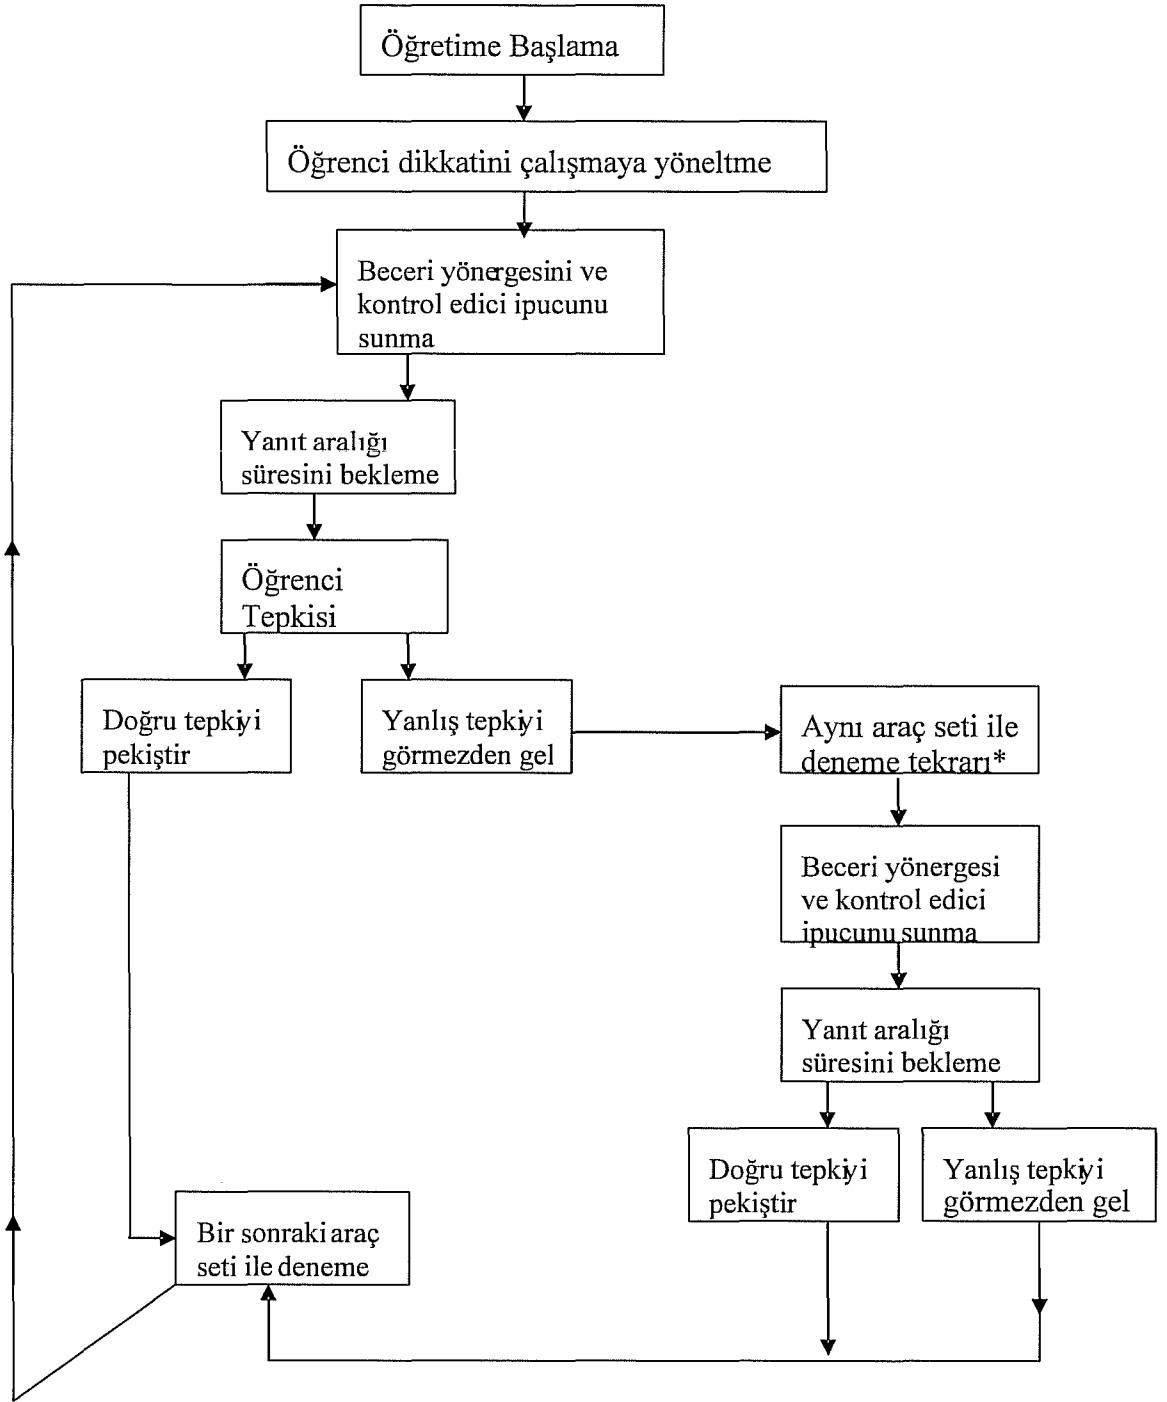 Öğretime Başlama
Öğrenci dikkatini çalışmaya yöneltme
Beceri yönergesini ve
kontrol edici ipucunu
sunma
Yanıt aralığı
süresini bekleme
Öğrenci
Tepkisi
Doğru tepkiyi
pekiştir
Yanlış tepkiyi
görmezden gel
Aynı araç seti ile
deneme tekrarı*
Beceri yönergesi
ve kontrol edici
ipucunu sunma
Yanıt aralığı
süresini bekleme
Doğru tepkiyi
pekiştir
Yanlış tepkiyi
görmezden gel
Bir sonraki araç
seti ile deneme